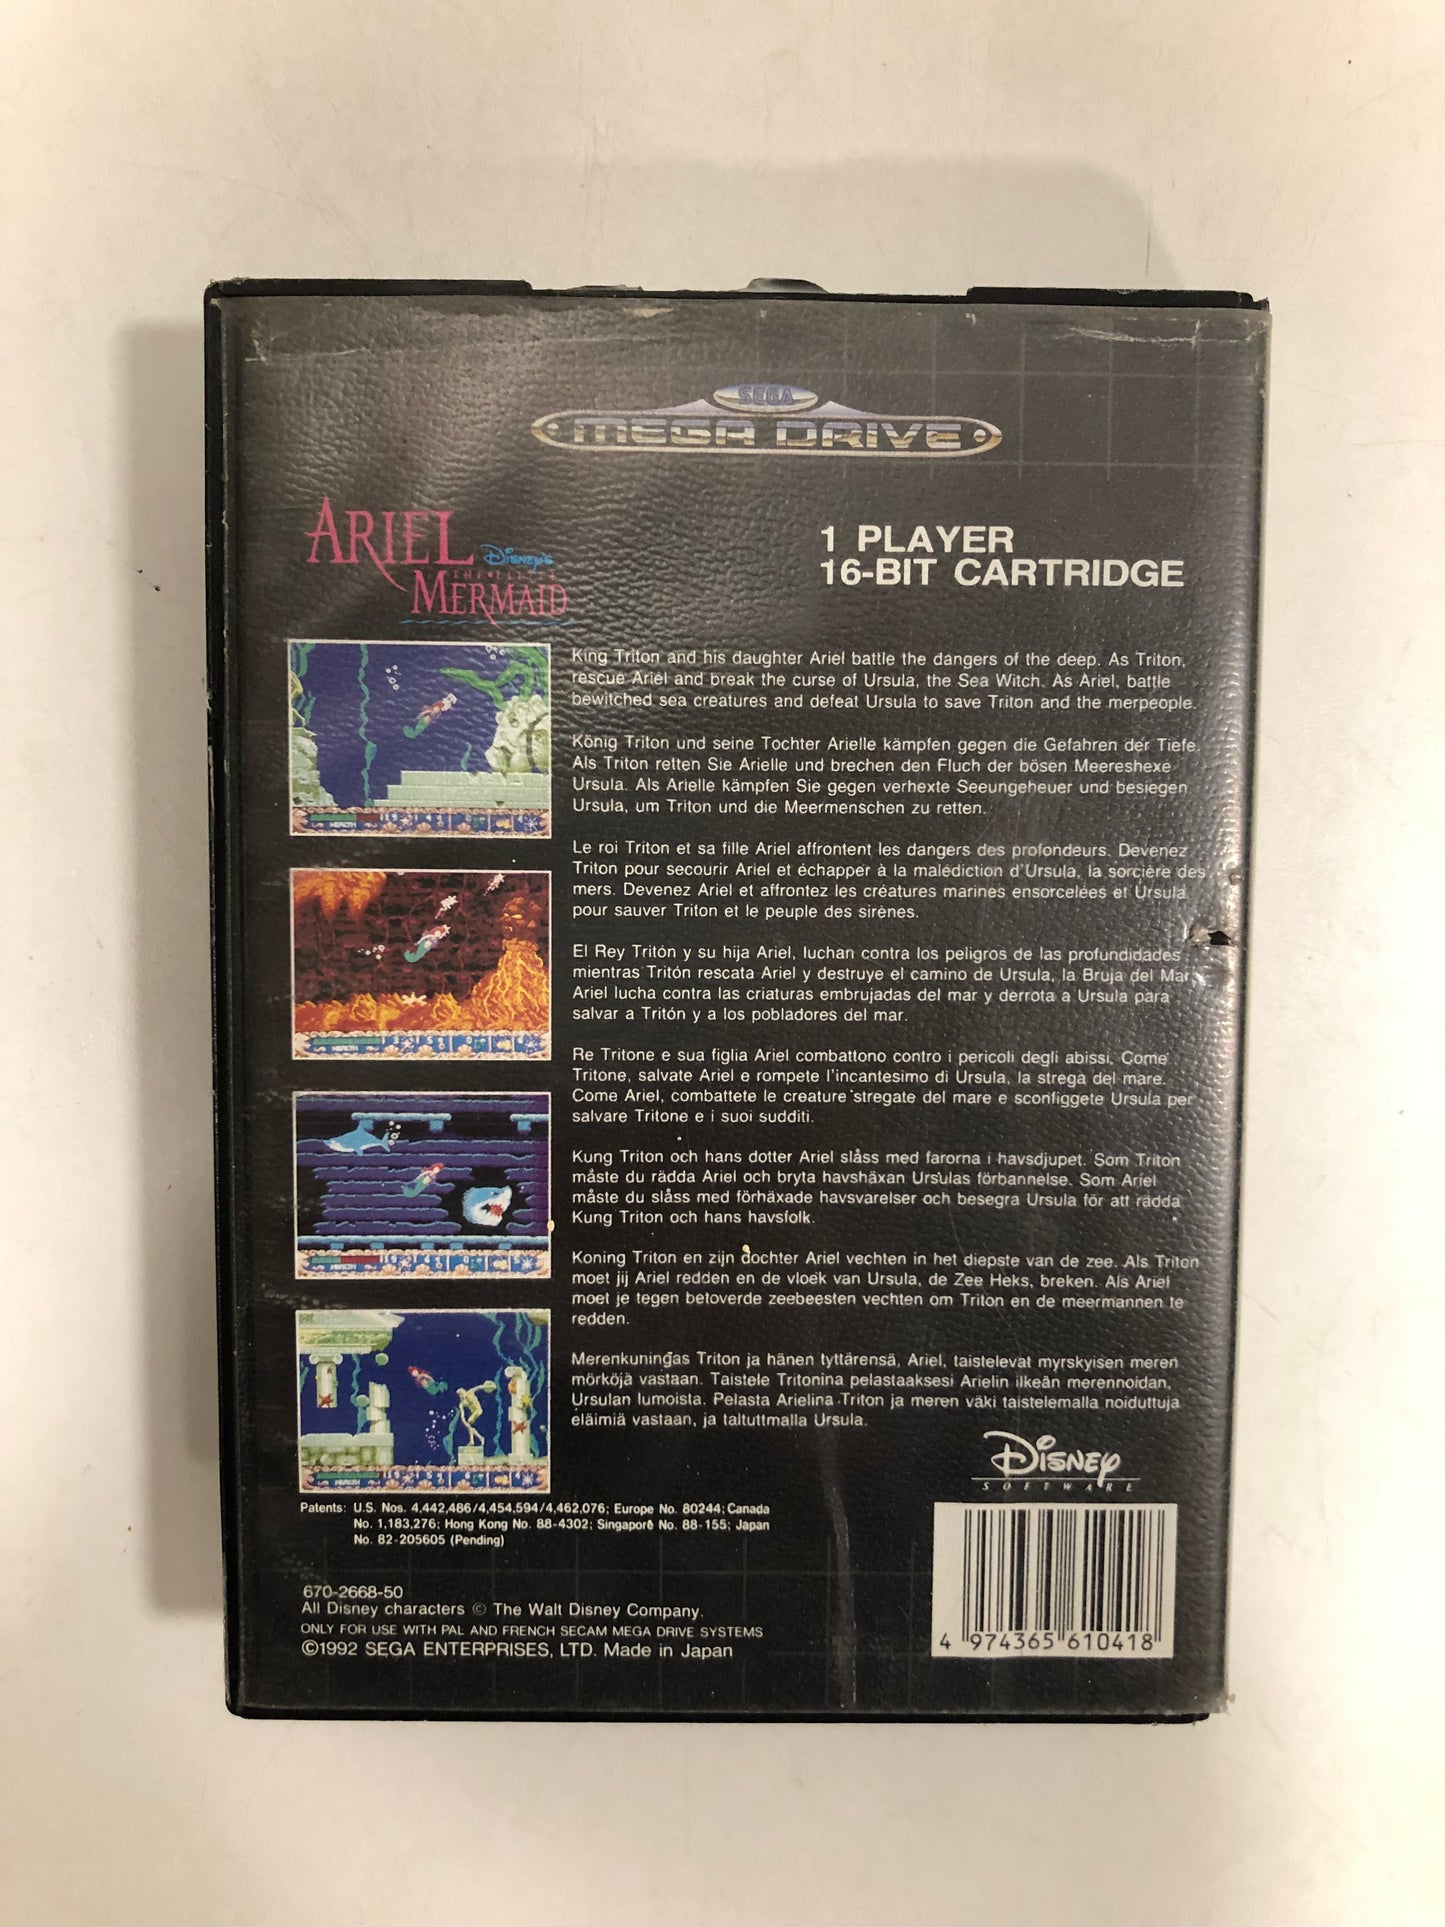 SEGA
MEGA DRIVE
ARIEL
DISNEY'S
THE LITTLE
MERMAID
1 PLAYER
16-BIT CARTRIDGE
King Triton and his daughter Ariel battle the dangers of the deep. As Triton,
rescue Ariel and break the curse of Ursula, the Sea Witch. As Ariel, battle
bewitched sea creatures and defeat Ursula to save Triton and the merpeople.
König Triton und seine Tochter Arielle kämpfen gegen die Gefahren der Tiefe.
Als Triton retten Sie Arielle und brechen den Fluch der bösen Meereshexe
Ursula. Als Arielle kämpfen Sie gegen verhexte Seeungeheuer und besiegen
Ursula, um Triton und die Meermenschen zu retten.
Le roi Triton et sa fille Ariel affrontent les dangers des profondeurs. Devenez
Triton pour secourir Ariel et échapper à la malédiction d'Ursula, la sorcière des
mers. Devenez Ariel et affrontez les créatures marines ensorcelées et Ursula
pour sauver Triton et le peuple des sirènes.
El Rey Tritón y su hija Ariel, luchan contra los peligros de las profundidades
mientras Tritón rescata Ariel y destruye el camino de Ursula, la Bruja del Mar.
Ariel lucha contra las criaturas embrujadas del mar y derrota a Ursula para
salvar a Tritón y a los pobladores del mar.
Re Tritone e sua figlia Ariel combattono contro i pericoli degli abissi. Come
Tritone, salvate Ariel e rompete l'incantesimo di Ursula, la strega del mare.
Come Ariel, combattete le creature stregate del mare e sconfiggete Ursula per
salvare Tritone e i suoi sudditi.
Kung Triton och hans dotter Ariel slåss med farorna i havsdjupet. Som Triton
måste du rädda Ariel och bryta havshäxan Ursulas förbannelse. Som Ariel
måste du slåss med förhäxade havsvarelser och besegra Ursula för att rädda
Kung Triton och hans havsfolk.
Koning Triton en zijn dochter Ariel vechten in het diepste van de zee. Als Triton
moet jij Ariel redden en de vloek van Ursula, de Zee Heks, breken. Als Ariel
moet je tegen betoverde zeebeesten vechten om Triton en de meermannen te
redden.
Merenkuningas Triton ja hänen tyttärensä, Ariel, taistelevat myrskyisen meren
mörköjä vastaan. Taistele Tritonina pelastaaksesi Arielin ilkeän merennoidan,
Ursulan lumoista. Pelasta Arielina Triton ja meren väki taistelemalla noiduttuja
eläimiä vastaan, ja taltuttmalla Ursula.
HEALTH
HEALTH
HEALTH
HEALTH
Disney
SOFTWARE
Patents: U.S. Nos. 4,442,486/4,454,594/4,462,076; Europe No. 80244; Canada
No. 1,183,276; Hong Kong No. 88-4302; Singapore No. 88-155; Japan
No. 82-205605 (Pending)
670-2668-50
All Disney characters © The Walt Disney Company.
ONLY FOR USE WITH PAL AND FRENCH SECAM MEGA DRIVE SYSTEMS
©1992 SEGA ENTERPRISES, LTD. Made in Japan
4 974365 610418